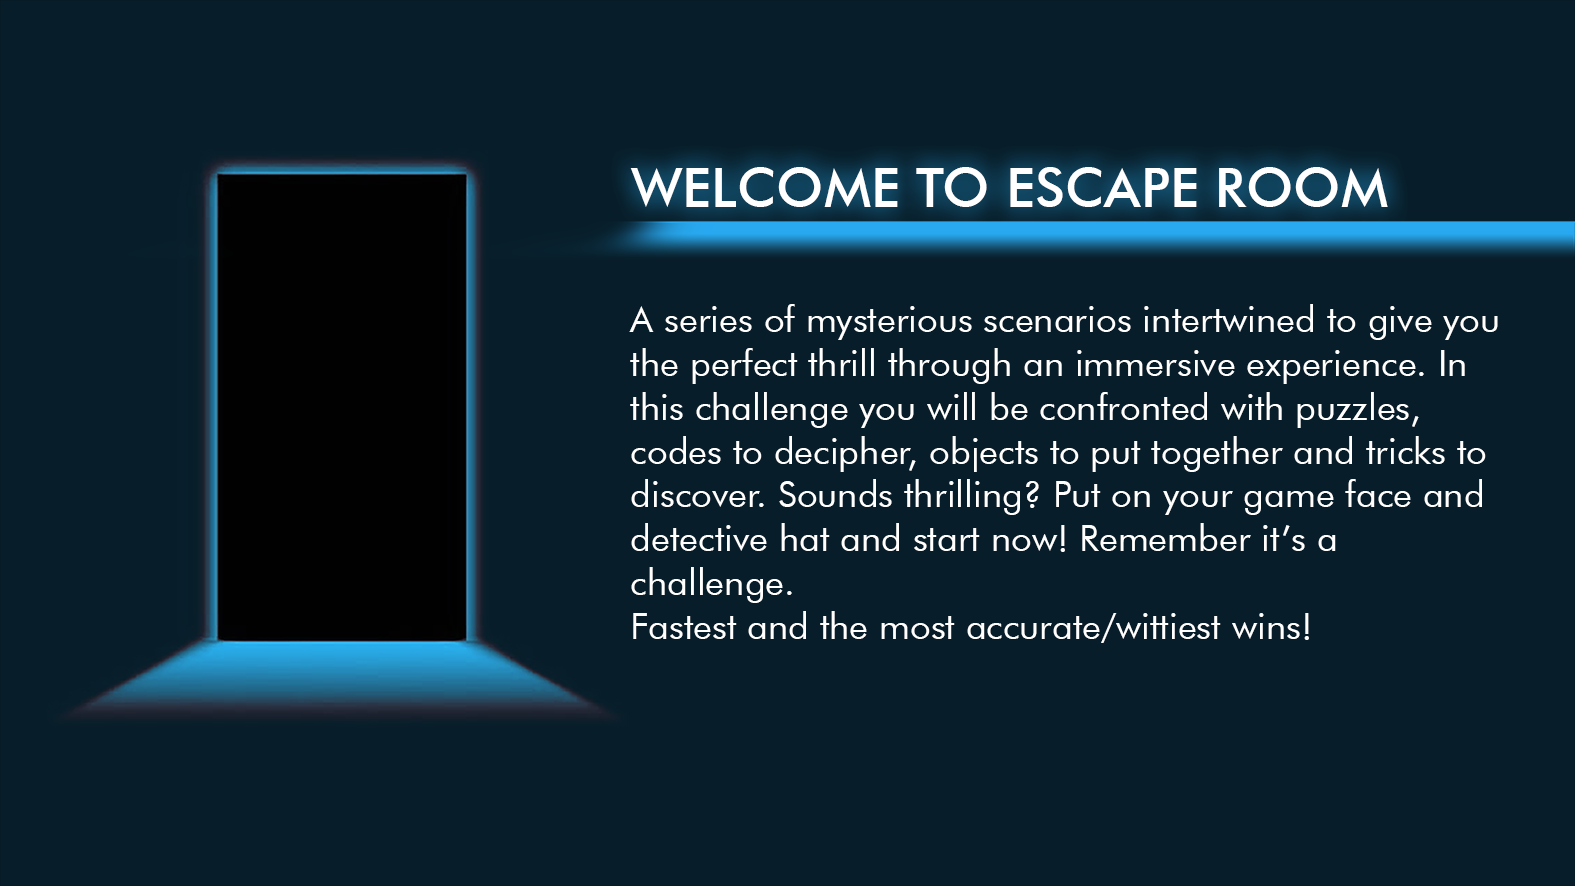 WELCOME TO ESCAPE ROOM
A series of mysterious scenarios intertwined to give you
the perfect thrill through an immersive experience. In
this challenge you will be confronted with puzzles,
codes to decipher, objects to put together and tricks to
discover. Sounds thrilling? Put on your game face and
detective hat and start now! Remember it’s a
challenge.
Fastest and the most accurate/wittiest wins!